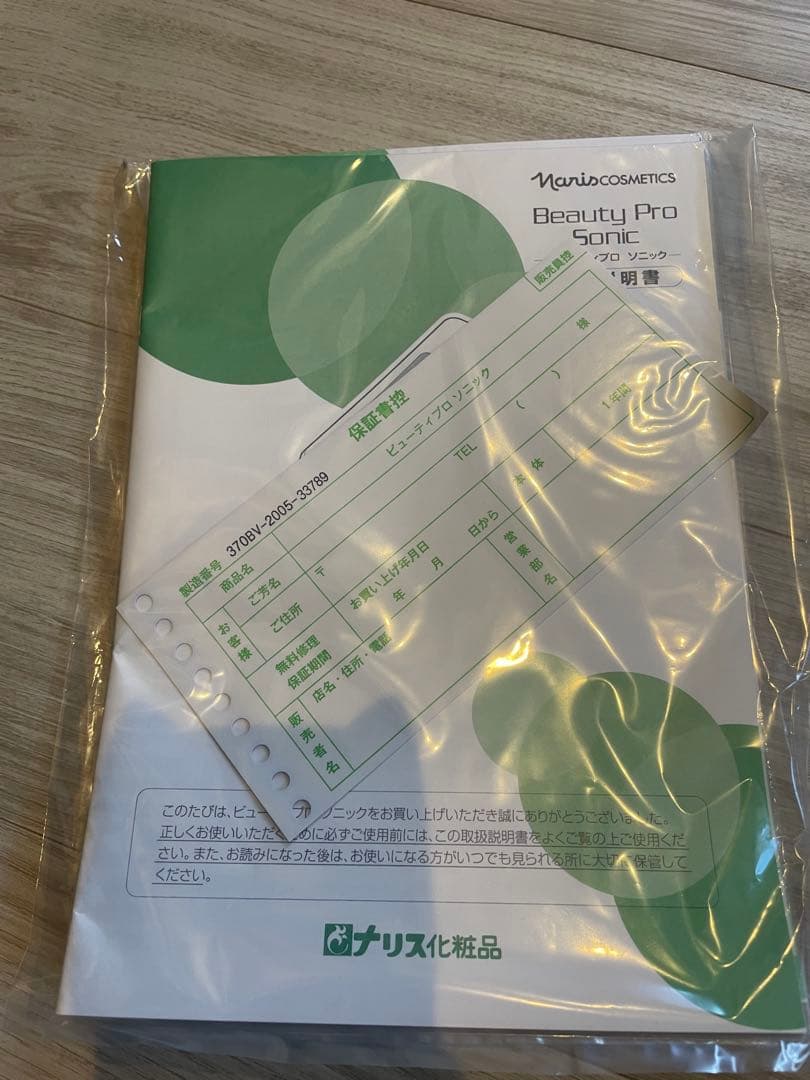 Naris COSMETICS
Beauty Pro
Sonic
プロ ソニック
明書
販売員控
保証書控
製造番号 370BV-2005-33789
商品名 ビューティプロ ソニック
お客様
ご芳名 様
ご住所 〒 TEL ( )
無料修理
保証期間
お買い上げ年月日
年 月 日から
本体 1年間
販売者名
店名・住所・電話
営業部名
このたびは、ビュー プロソニックをお買い上げいただき誠にありがとうございました。
正しくお使いいただくために必ずご使用前には、この取扱説明書をよくご覧の上ご使用くだ
さい。また、お読みになった後は、お使いになる方がいつでも見られる所に大切に保管して
ください。
ナリス化粧品